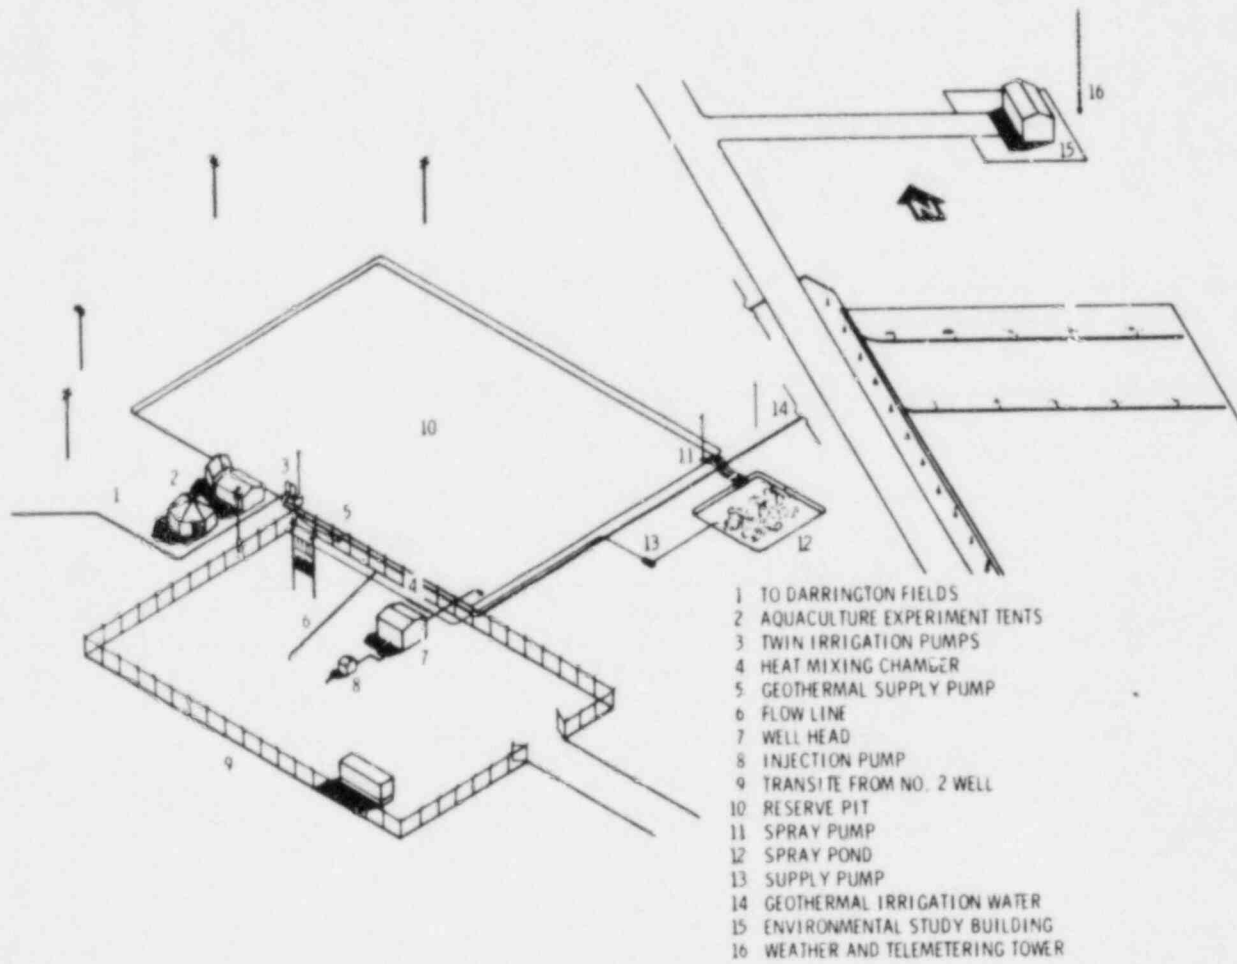 16
15
N
10
14
11
2
3
1
5
13
12
4
6
7
8
9
1 TO DARRINGTON FIELDS
2 AQUACULTURE EXPERIMENT TENTS
3 TWIN IRRIGATION PUMPS
4 HEAT MIXING CHAMBER
5 GEOTHERMAL SUPPLY PUMP
6 FLOW LINE
7 WELL HEAD
8 INJECTION PUMP
9 TRANSITE FROM NO. 2 WELL
10 RESERVE PIT
11 SPRAY PUMP
12 SPRAY POND
13 SUPPLY PUMP
14 GEOTHERMAL IRRIGATION WATER
15 ENVIRONMENTAL STUDY BUILDING
16 WEATHER AND TELEMETERING TOWER